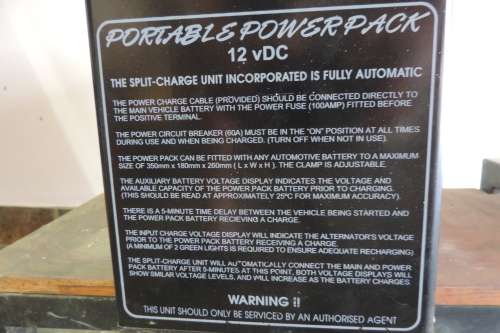 PORTABLE POWER PACK
12 vDC
THE SPLIT-CHARGE UNIT INCORPORATED IS FULLY AUTOMATIC
THE POWER CHARGE CABLE (PROVIDED) SHOULD BE CONNECTED DIRECTLY TO
THE MAIN VEHICLE BATTERY WITH THE POWER FUSE (100AMP) FITTED BEFORE
THE POSITIVE TERMINAL.
THE POWER CIRCUIT BREAKER (60A) MUST BE IN THE "ON" POSITION AT ALL TIMES
DURING USE AND WHEN BEING CHARGED. (TURN OFF WHEN NOT IN USE).
THE POWER PACK CAN BE FITTED WITH ANY AUTOMOTIVE BATTERY TO A MAXIMUM
SIZE OF 350mm x 180mm x 260mm ( L x W x H ). THE CLAMP IS ADJUSTABLE.
THE AUXILIARY BATTERY VOLTAGE DISPLAY INDICATES THE VOLTAGE AND
AVAILABLE CAPACITY OF THE POWER PACK BATTERY PRIOR TO CHARGING.
(THIS SHOULD BE READ AT APPROXIMATELY 25ºC FOR MAXIMUM ACCURACY).
THERE IS A 5-MINUTE TIME DELAY BETWEEN THE VEHICLE BEING STARTED AND
THE POWER PACK BATTERY RECIEVING A CHARGE.
THE INPUT CHARGE VOLTAGE DISPLAY WILL INDICATE THE ALTERNATOR'S VOLTAGE
PRIOR TO THE POWER PACK BATTERY RECEIVING A CHARGE.
(A MINIMUM OF 2 GREEN LIGHTS IS REQUIRED TO ENSURE ADEQUATE RECHARGING)
THE SPLIT-CHARGE UNIT WILL AUTOMATICALLY CONNECT THE MAIN AND POWER
PACK BATTERY AFTER 5-MINUTES AT THIS POINT, BOTH VOLTAGE DISPLAYS WILL
SHOW SIMILAR VOLTAGE LEVELS, AND WILL INCREASE AS THE BATTERY CHARGES.
WARNING !!
THIS UNIT SHOULD ONLY BE SERVICED BY AN AUTHORISED AGENT